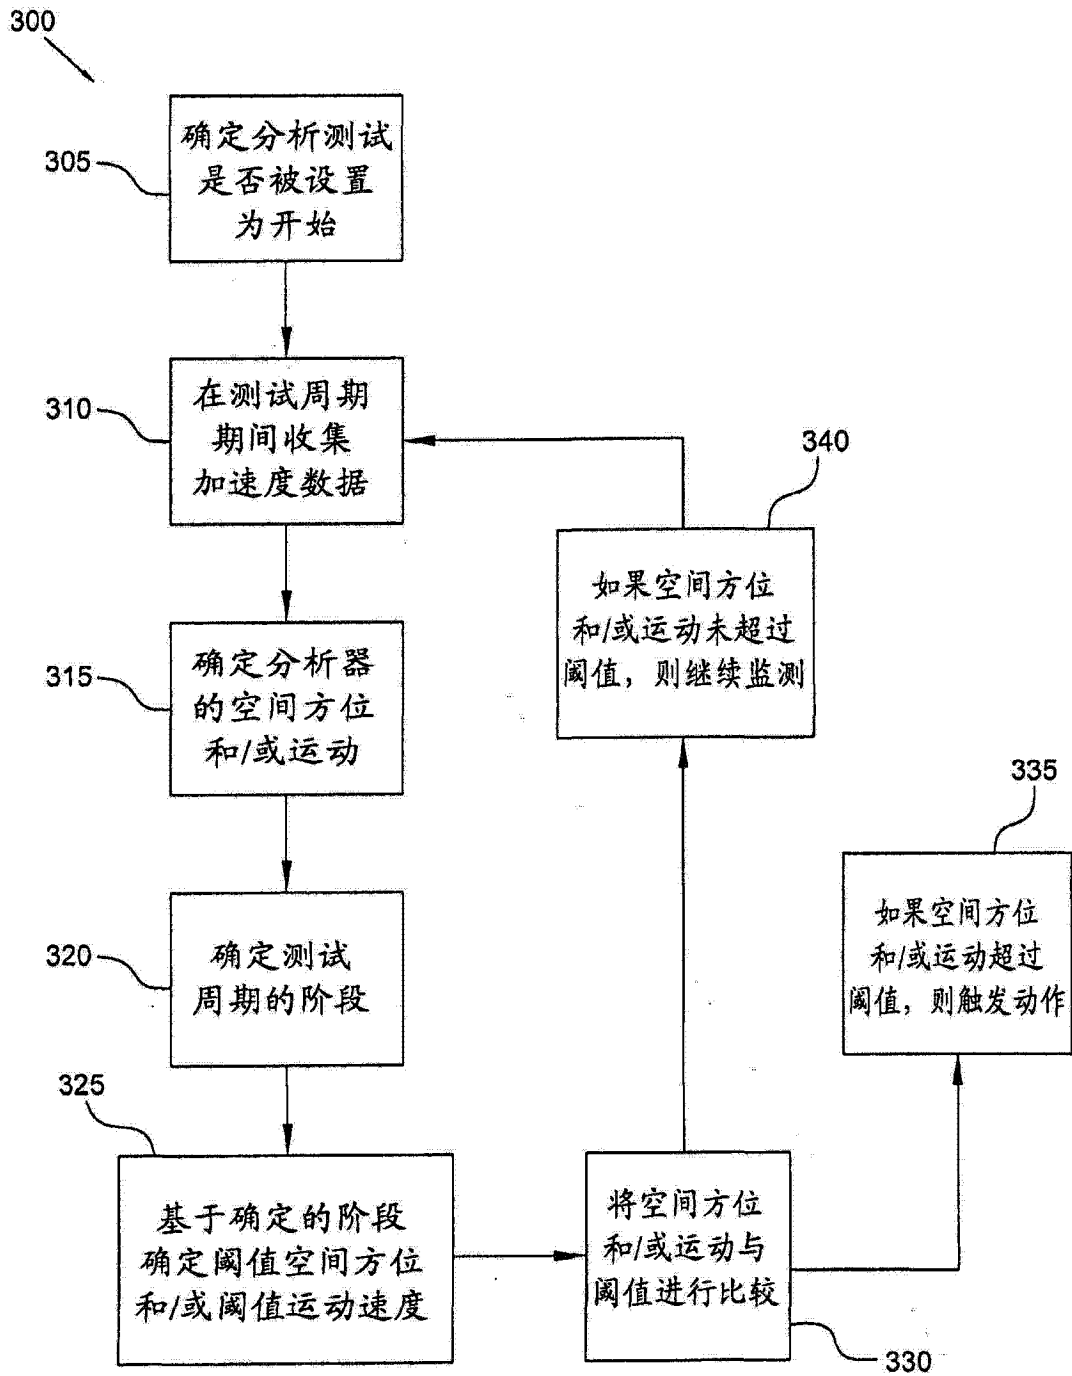 300
305
确定分析测试
是否被设置
为开始
310
在测试周期
期间收集
加速度数据
340
如果空间方位
和/或运动未超过
阈值，则继续监测
315
确定分析器
的空间方位
和/或运动
335
如果空间方位
和/或运动超过
阈值，则触发动作
320
确定测试
周期的阶段
325
基于确定的阶段
确定阈值空间方位
和/或阈值运动速度
将空间方位
和/或运动与
阈值进行比较
330